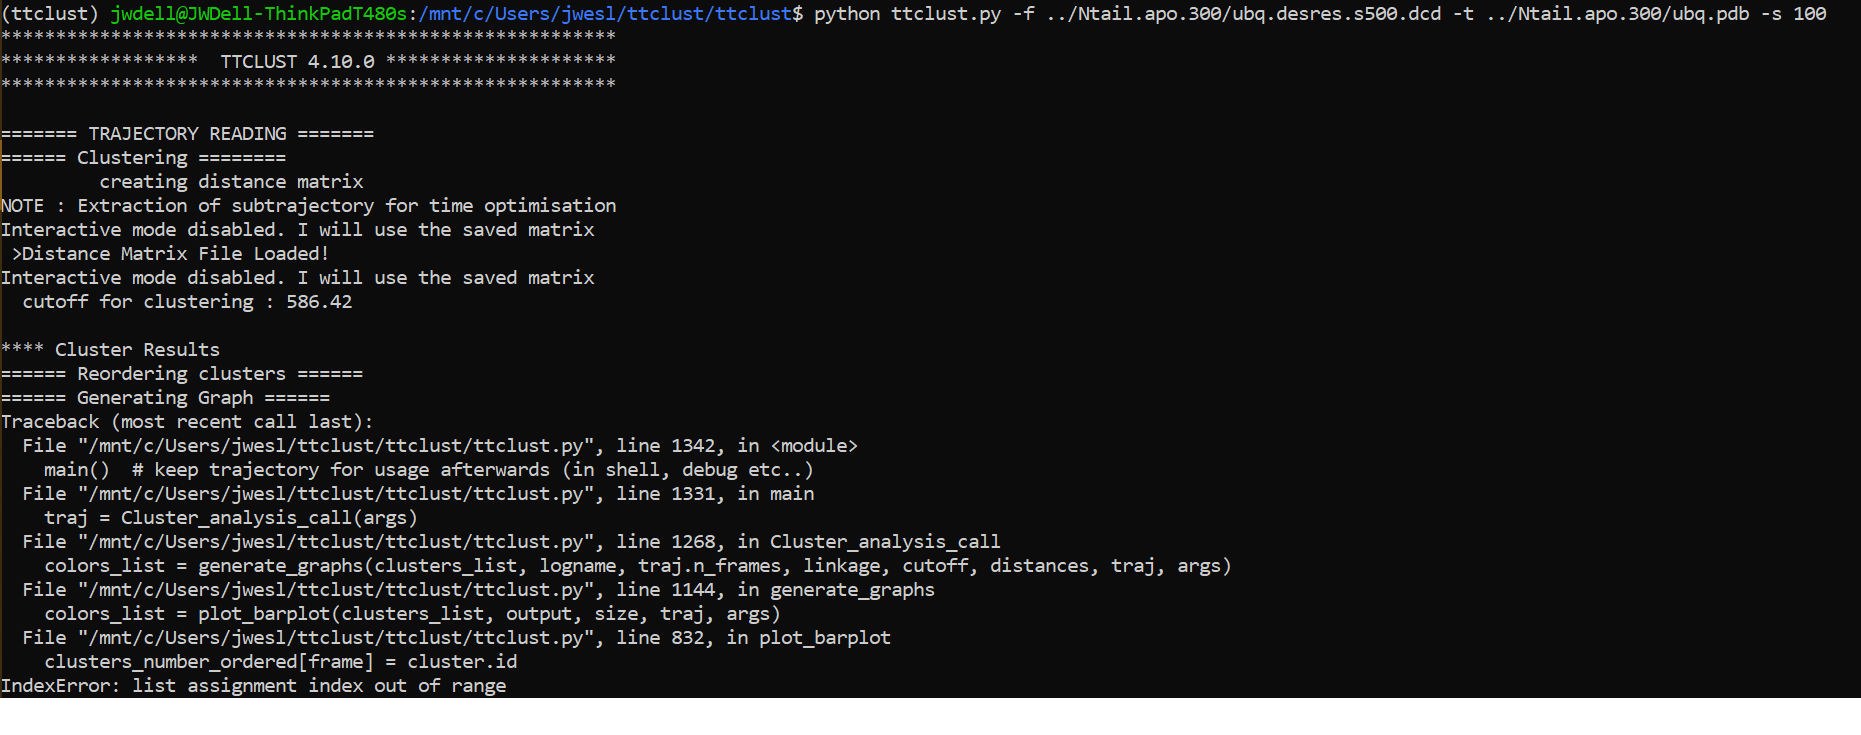 (ttclust) jwdell@JWDell-ThinkPadT480s:/mnt/c/Users/jwesl/ttclust/ttclust$ python ttclust.py -f ../Ntail.apo.300/ubq.desres.s500.dcd -t ../Ntail.apo.300/ubq.pdb -s 100
********************************************************
****************** TTCLUST 4.10.0 *********************
********************************************************
======= TRAJECTORY READING =======
====== Clustering ========
creating distance matrix
NOTE : Extraction of subtrajectory for time optimisation
Interactive mode disabled. I will use the saved matrix
>Distance Matrix File Loaded!
Interactive mode disabled. I will use the saved matrix
cutoff for clustering : 586.42
**** Cluster Results
====== Reordering clusters ======
====== Generating Graph ======
Traceback (most recent call last):
File "/mnt/c/Users/jwesl/ttclust/ttclust/ttclust.py", line 1342, in <module>
main()  # keep trajectory for usage afterwards (in shell, debug etc..)
File "/mnt/c/Users/jwesl/ttclust/ttclust/ttclust.py", line 1331, in main
traj = Cluster_analysis_call(args)
File "/mnt/c/Users/jwesl/ttclust/ttclust/ttclust.py", line 1268, in Cluster_analysis_call
colors_list = generate_graphs(clusters_list, logname, traj.n_frames, linkage, cutoff, distances, traj, args)
File "/mnt/c/Users/jwesl/ttclust/ttclust/ttclust.py", line 1144, in generate_graphs
colors_list = plot_barplot(clusters_list, output, size, traj, args)
File "/mnt/c/Users/jwesl/ttclust/ttclust/ttclust.py", line 832, in plot_barplot
clusters_number_ordered[frame] = cluster.id
IndexError: list assignment index out of range